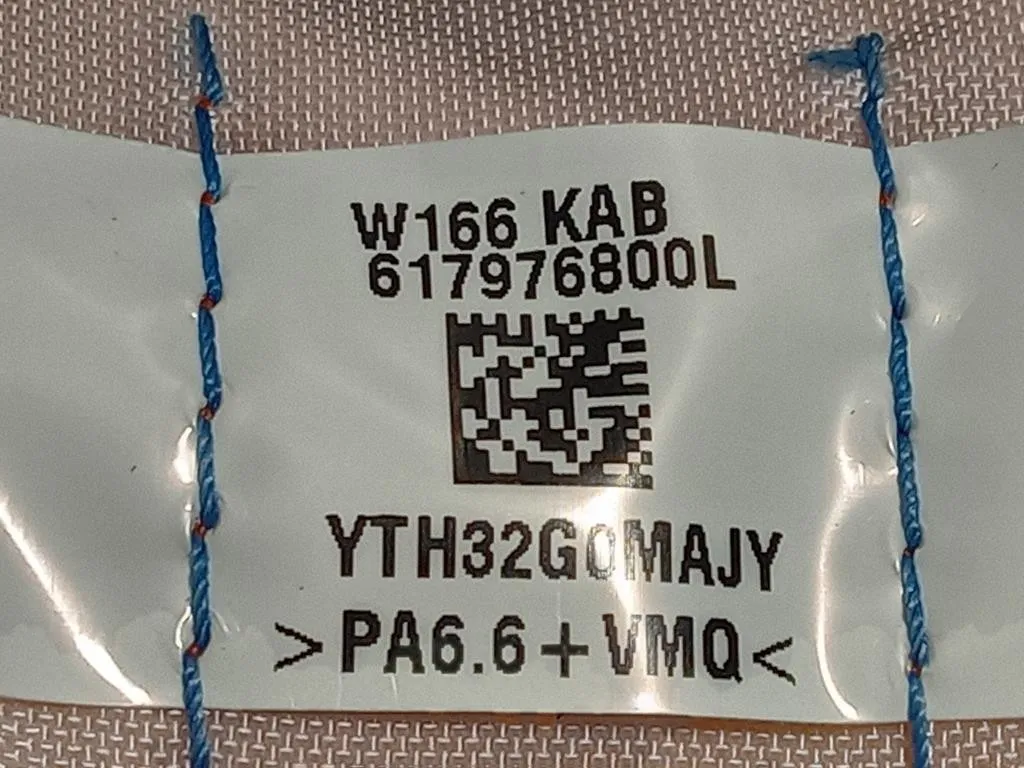 W166 KAB
617976800L
YTH32G0MAJY
>PA6.6+VMQ<